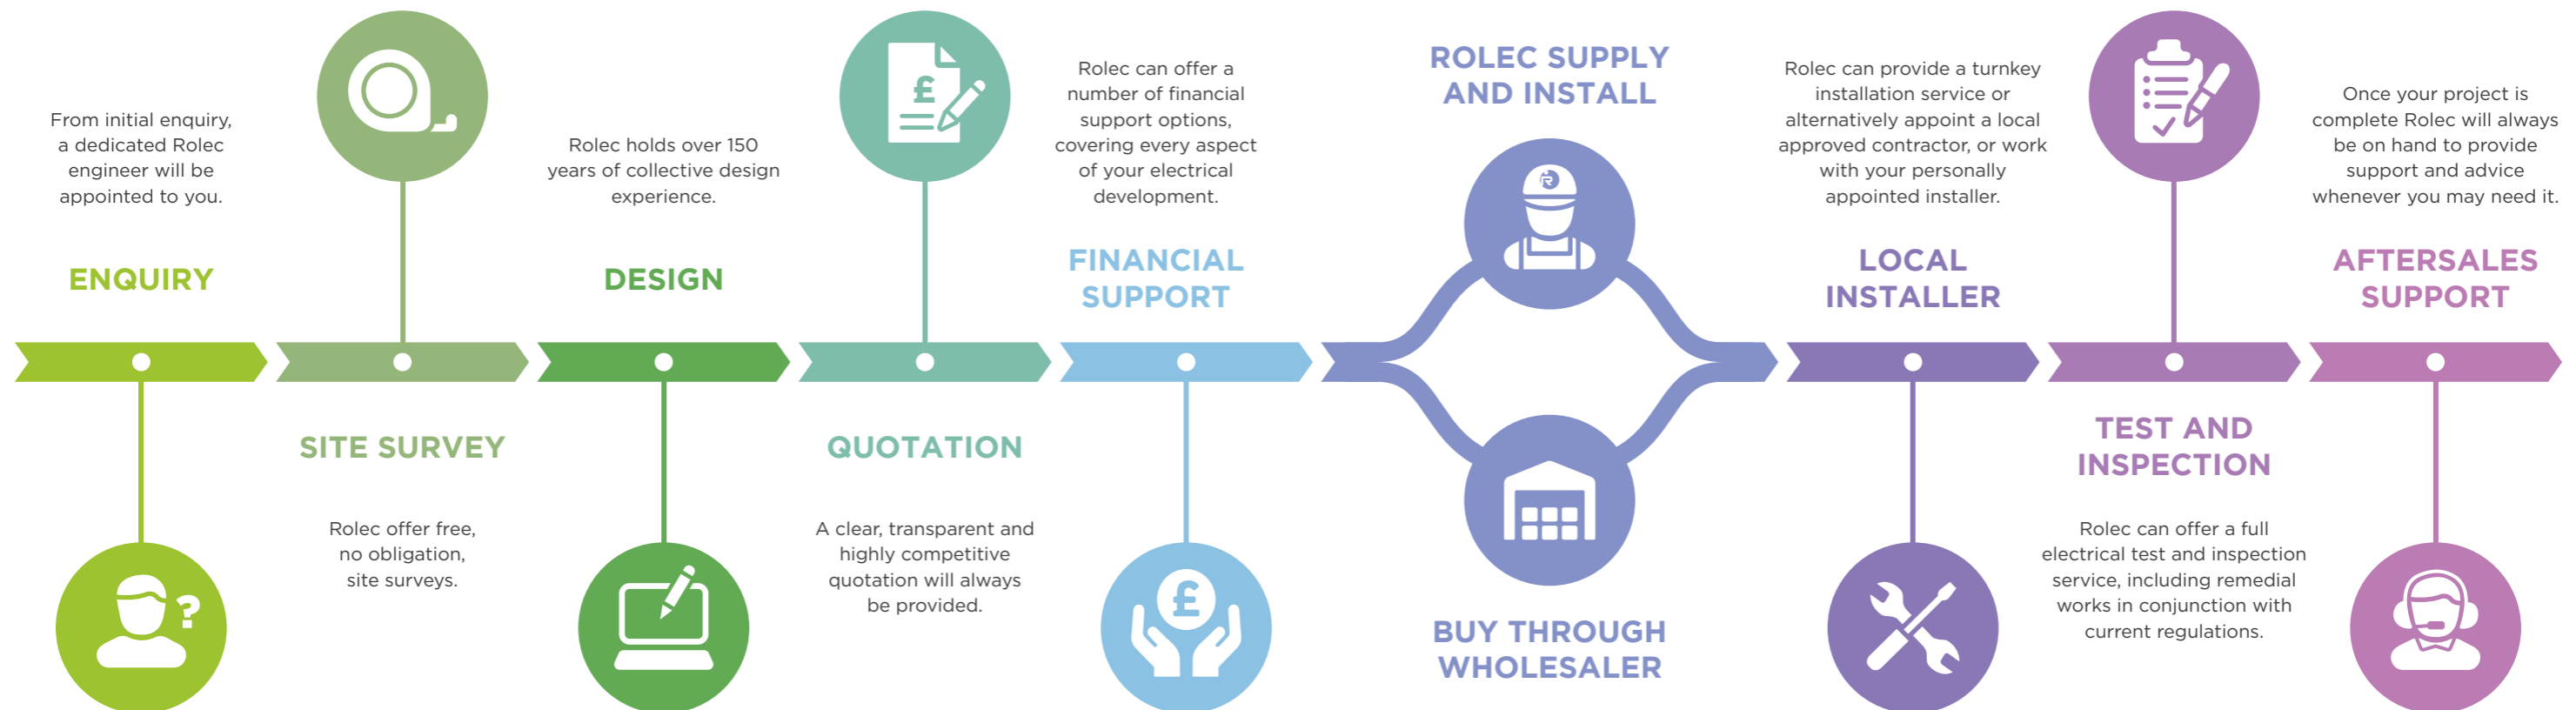 From initial enquiry,
a dedicated Rolec
engineer will be
appointed to you.
ENQUIRY
SITE SURVEY
Rolec offer free,
no obligation,
site surveys.
Rolec holds over 150
years of collective design
experience.
DESIGN
£
QUOTATION
A clear, transparent and
highly competitive
quotation will always
be provided.
Rolec can offer a
number of financial
support options,
covering every aspect
of your electrical
development.
FINANCIAL
SUPPORT
£
ROLEC SUPPLY
AND INSTALL
BUY THROUGH
WHOLESALER
Rolec can provide a turnkey
installation service or
alternatively appoint a local
approved contractor, or work
with your personally
appointed installer.
LOCAL
INSTALLER
TEST AND
INSPECTION
Rolec can offer a full
electrical test and inspection
service, including remedial
works in conjunction with
current regulations.
Once your project is
complete Rolec will always
be on hand to provide
support and advice
whenever you may need it.
AFTERSALES
SUPPORT
?
R